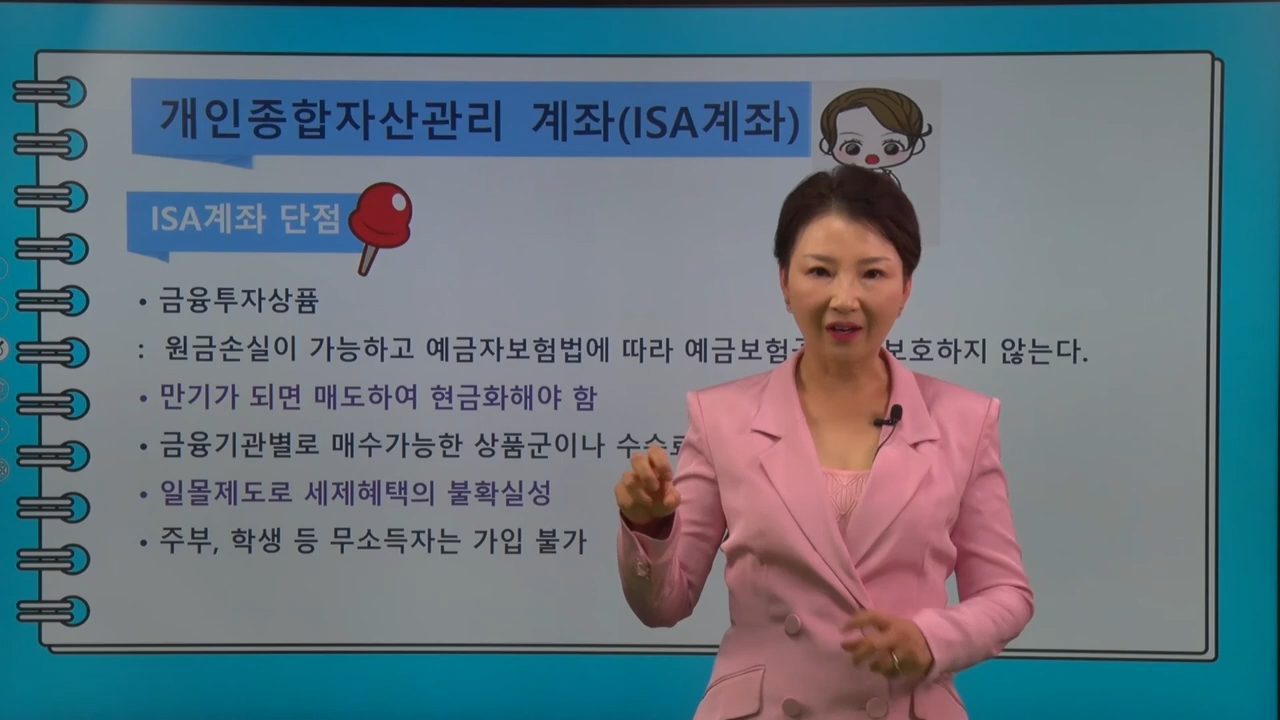 개인종합자산관리 계좌(ISA계좌)
ISA계좌 단점
• 금융투자상품
: 원금손실이 가능하고 예금자보험법에 따라 예금보험 보호하지 않는다.
• 만기가 되면 매도하여 현금화해야 함
• 금융기관별로 매수가능한 상품군이나
• 일몰제도로 세제혜택의 불확실성
• 주부, 학생 등 무소득자는 가입 불가